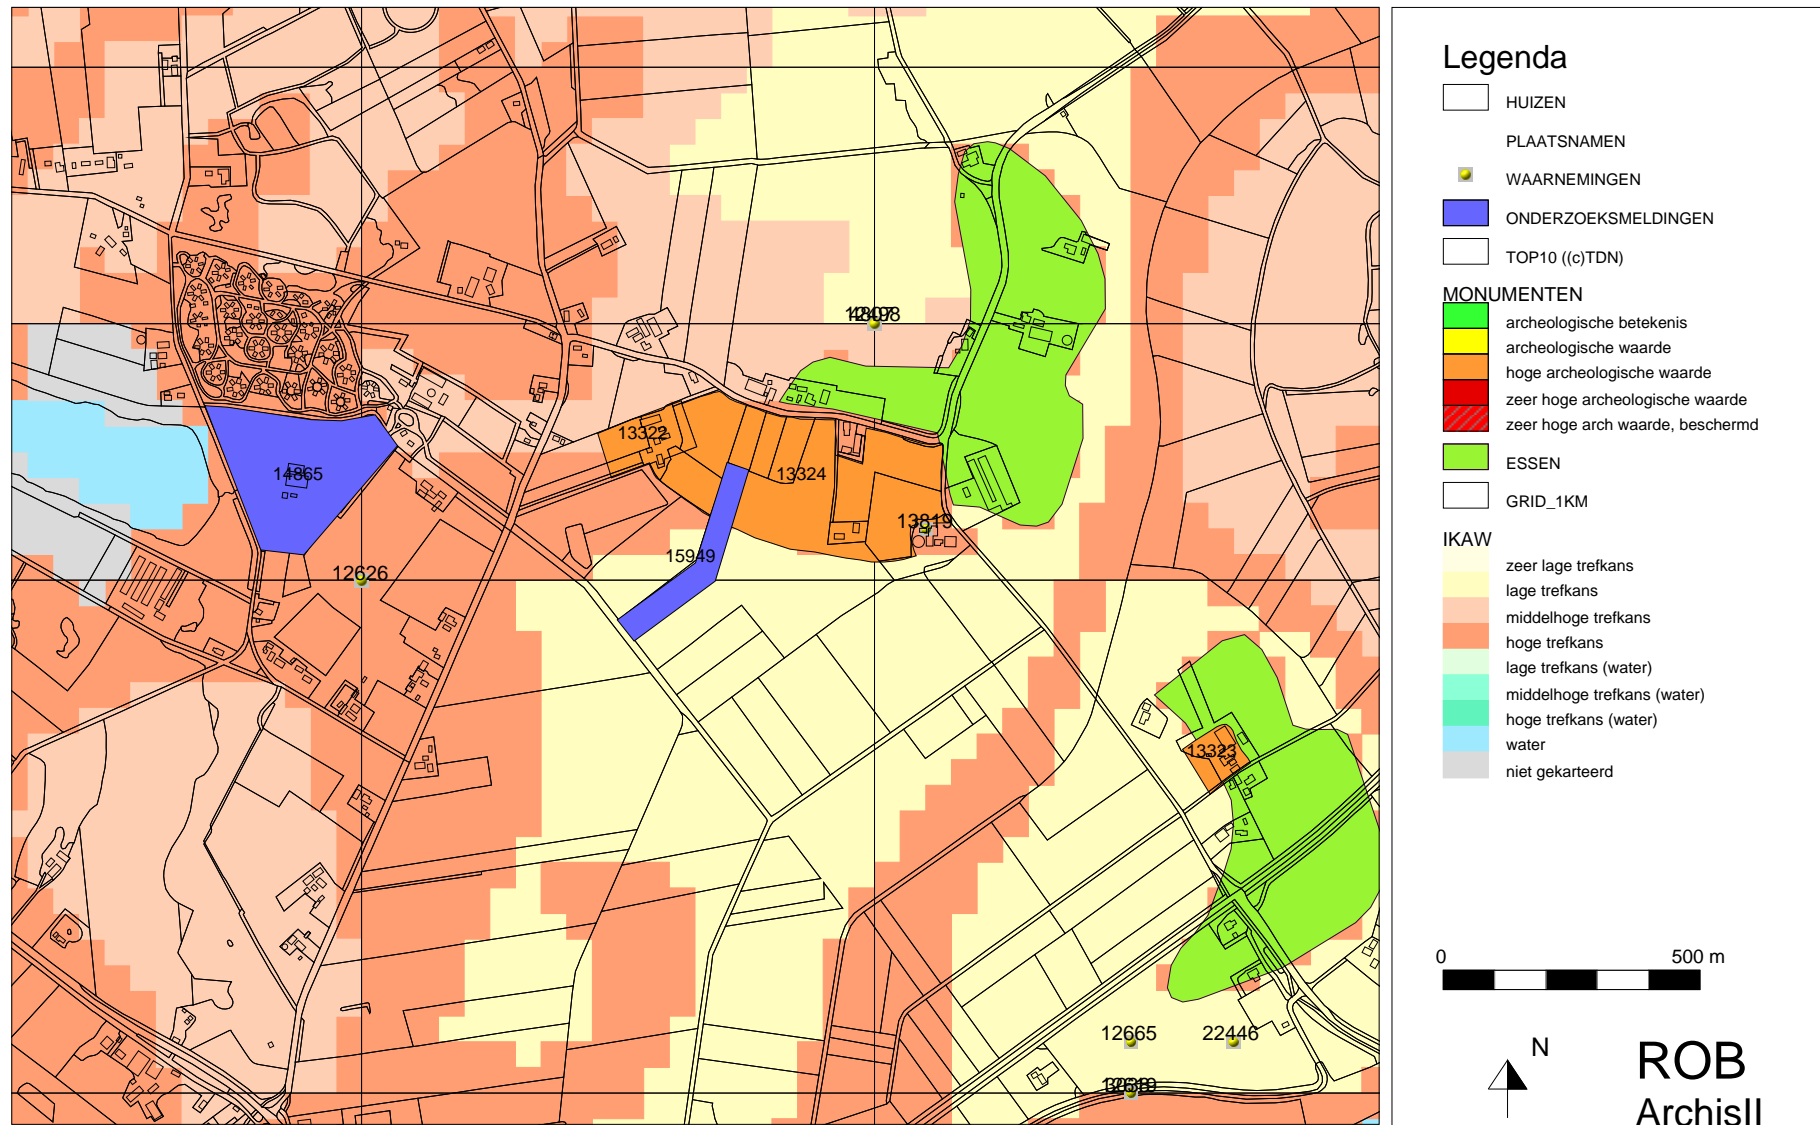 13322
13324
14865
13819
15949
12626
13323
12665
22446
Legenda
HUIZEN
PLAATSNAMEN
WAARNEMINGEN
ONDERZOEKSMELDINGEN
TOP10 ((c)TDN)
MONUMENTEN
archeologische betekenis
archeologische waarde
hoge archeologische waarde
zeer hoge archeologische waarde
zeer hoge arch waarde, beschermd
ESSEN
GRID_1KM
IKAW
zeer lage trefkans
lage trefkans
middelhoge trefkans
hoge trefkans
lage trefkans (water)
middelhoge trefkans (water)
hoge trefkans (water)
water
niet gekarteerd
0 500 m
N
ROB
ArchisII